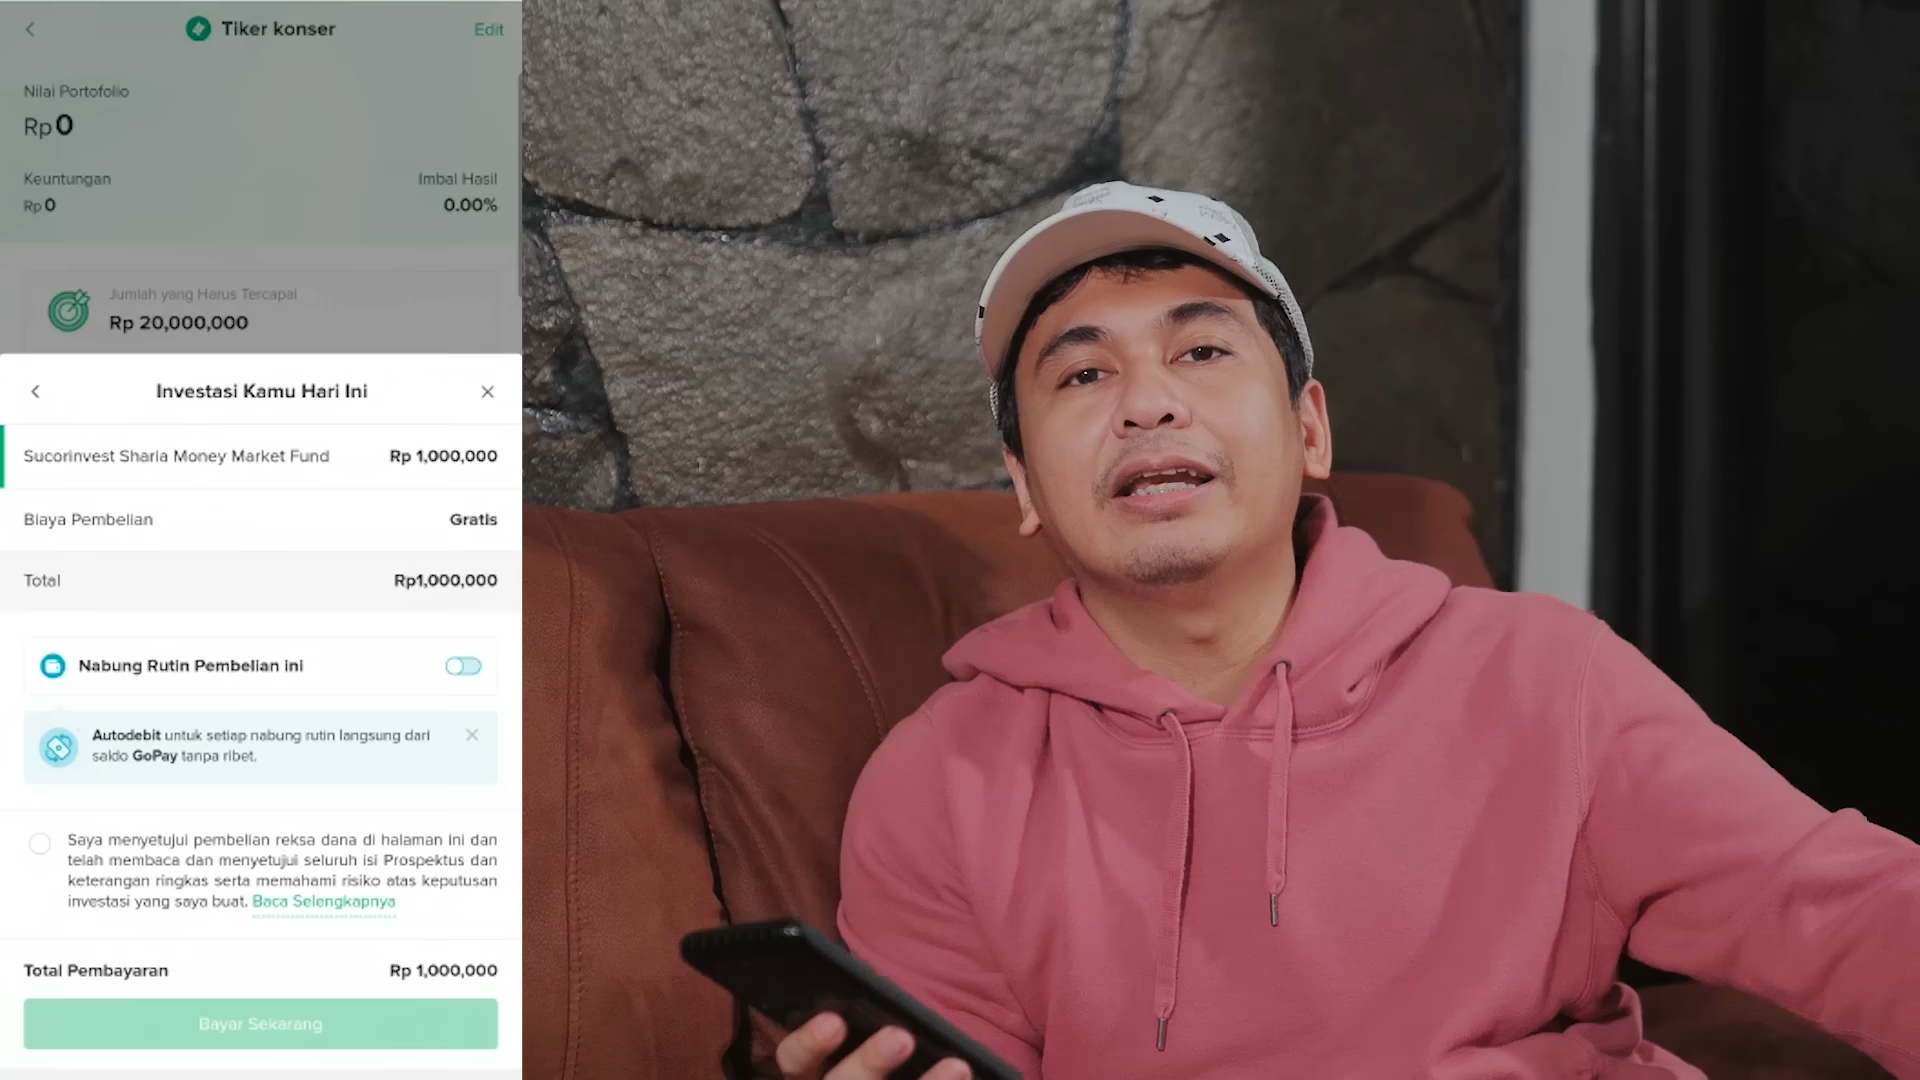 Tiker konser
Edit
Nilai Portofolio
Rp 0
Keuntungan
Imbal Hasil
Rp 0
0.00%
Jumlah yang Harus Tercapai
Rp 20,000,000
Investasi Kamu Hari Ini
Sucorinvest Sharia Money Market Fund
Rp 1,000,000
Biaya Pembelian
Gratis
Total
Rp1,000,000
Nabung Rutin Pembelian ini
Autodebit untuk setiap nabung rutin langsung dari
saldo GoPay tanpa ribet.
Saya menyetujui pembelian reksa dana di halaman ini dan
telah membaca dan menyetujui seluruh isi Prospektus dan
keterangan ringkas serta memahami risiko atas keputusan
investasi yang saya buat. Baca Selengkapnya
Total Pembayaran
Rp 1,000,000
Bayar Sekarang